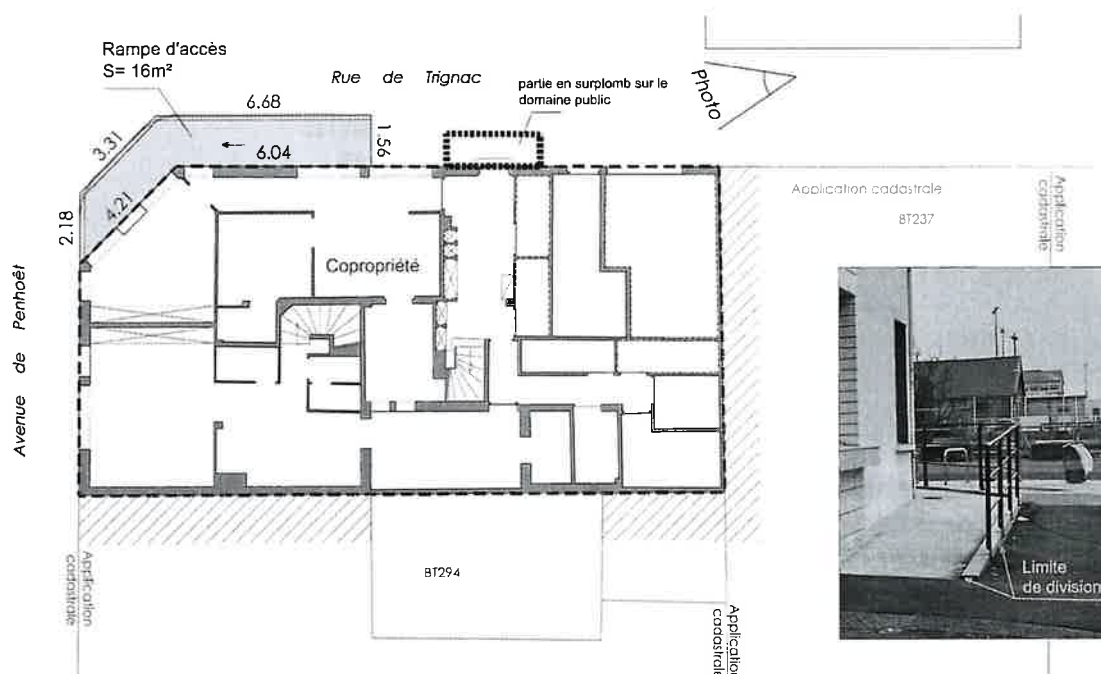 Rampe d'accès
S= 16m²
Rue de Trignac
partie en surplomb sur le
domaine public
Photo
6.68
3.31
1.56
6.04
4.21
2.18
Application cadastrale
BT237
Application
cadastrale
Copropriété
Avenue de Penhoët
Limite
de division
BT294
Application
cadastrale
Application
cadastrale